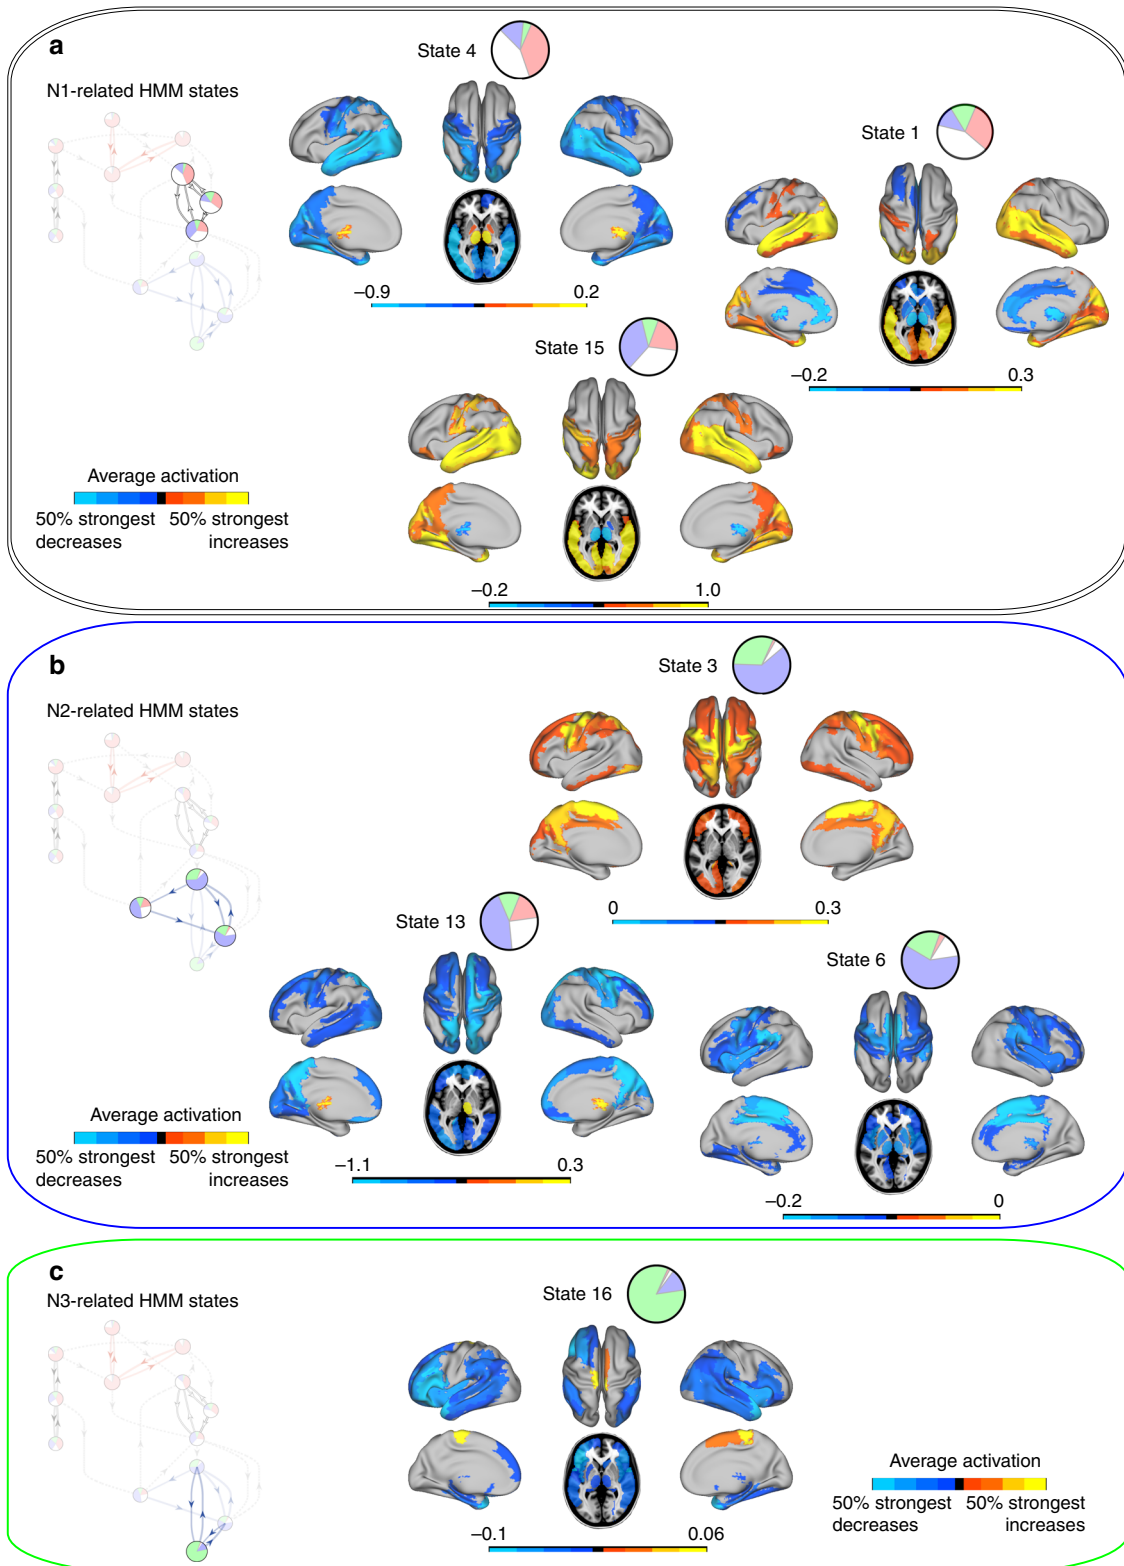 a
State 4
N1-related HMM states
State 1
–0.9 0.2
State 15
–0.2 0.3
Average activation
50% strongest decreases
50% strongest increases
–0.2 1.0
b
State 3
N2-related HMM states
0 0.3
State 13
State 6
Average activation
50% strongest decreases
50% strongest increases
–1.1 0.3
–0.2 0
c
State 16
N3-related HMM states
Average activation
50% strongest decreases
50% strongest increases
–0.1 0.06